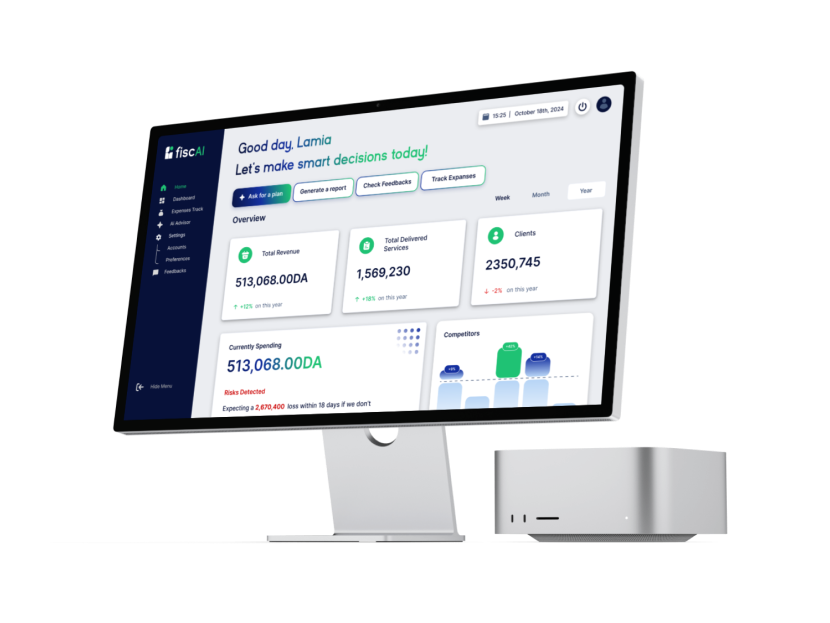 fiscAI
Home
Dashboard
Expenses Track
AI Advisor
Settings
Accounts
Preferences
Feedbacks
Hide Menu
15:25 | October 18th, 2024
Good day, Lamia
Let's make smart decisions today!
Ask for a plan
Generate a report
Check Feedbacks
Track Expanses
Overview
Week
Month
Year
Total Revenue
513,068.00DA
+12% on this year
Total Delivered
Services
1,569,230
+18% on this year
Clients
2350,745
-2% on this year
Currently Spending
513,068.00DA
Risks Detected
Expecting a 2,670,400 loss within 18 days if we don't
Competitors